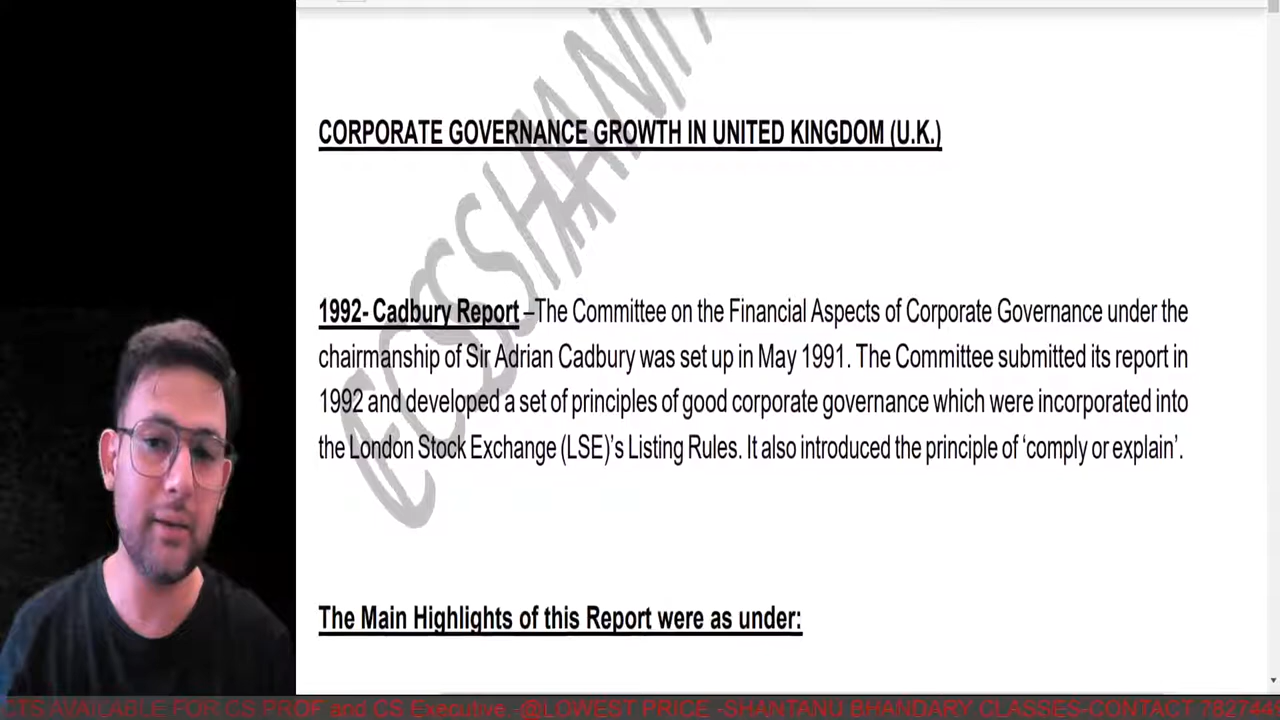 CORPORATE GOVERNANCE GROWTH IN UNITED KINGDOM (U.K.)
1992- Cadbury Report –The Committee on the Financial Aspects of Corporate Governance under the
chairmanship of Sir Adrian Cadbury was set up in May 1991. The Committee submitted its report in
1992 and developed a set of principles of good corporate governance which were incorporated into
the London Stock Exchange (LSE)'s Listing Rules. It also introduced the principle of 'comply or explain'.
The Main Highlights of this Report were as under:
CTS AVAILABLE FOR CS PROF and CS Executive.-@LOWEST PRICE -SHANTANU BHANDARY CLASSES-CONTACT 782744